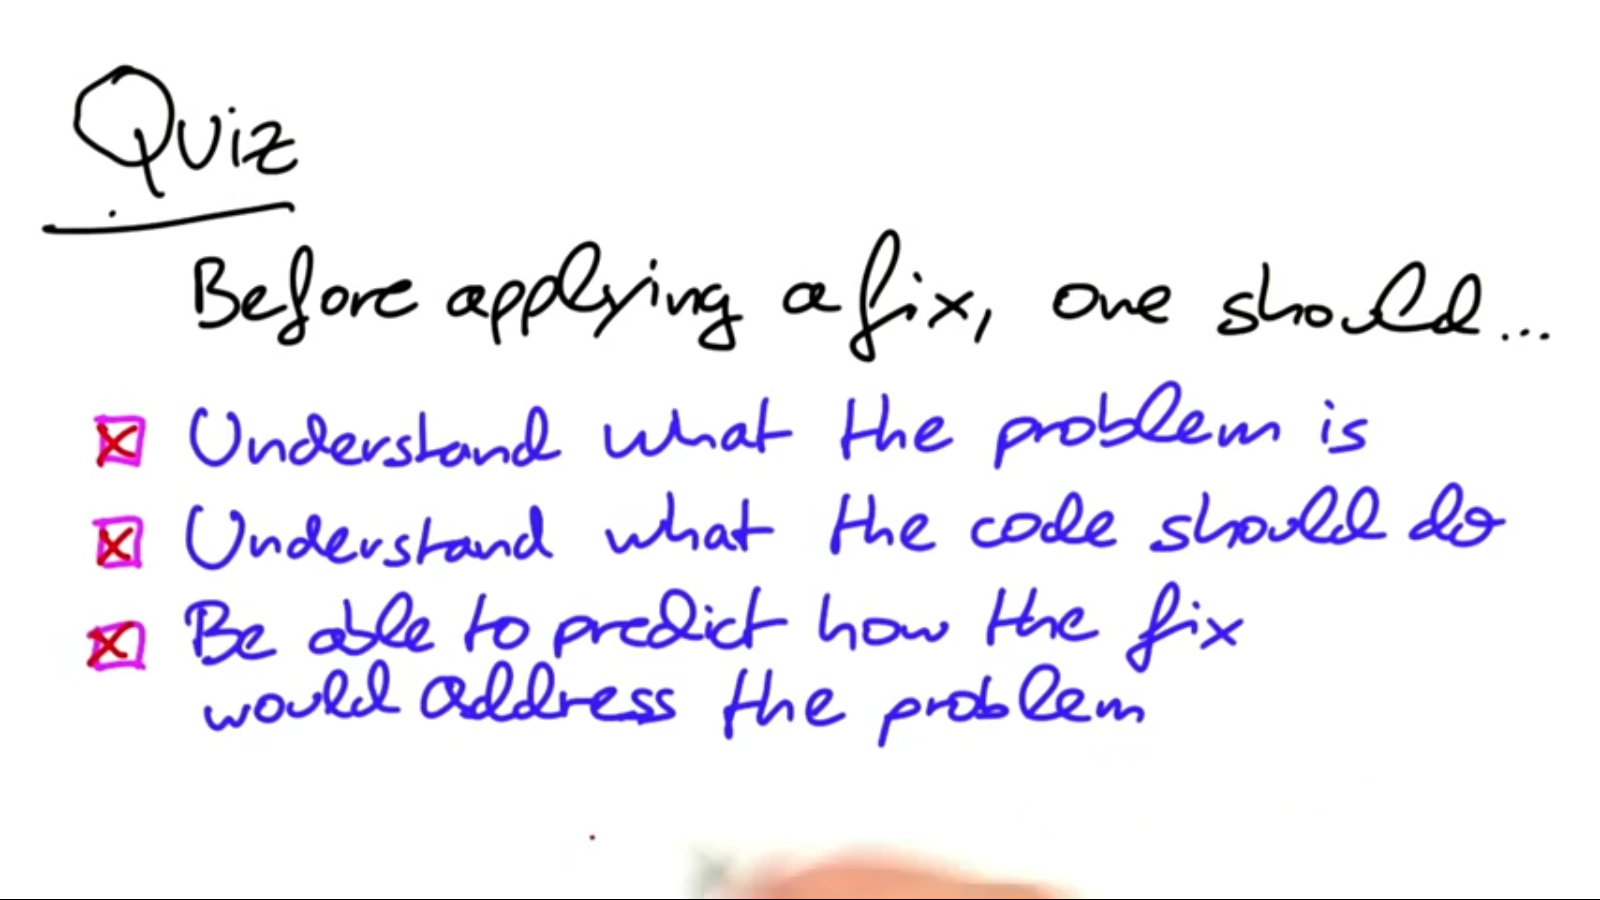 Quiz
Before applying a fix, one should...
Understand what the problem is
Understand what the code should do
Be able to predict how the fix
would address the problem